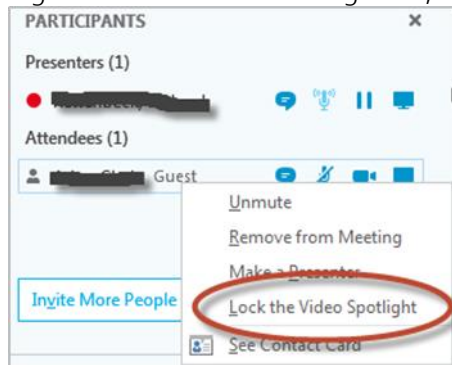 PARTICIPANTS
Presenters (1)
Attendees (1)
Guest
Unmute
Remove from Meeting
Make a Presenter
Invite More People
Lock the Video Spotlight
See Contact Card